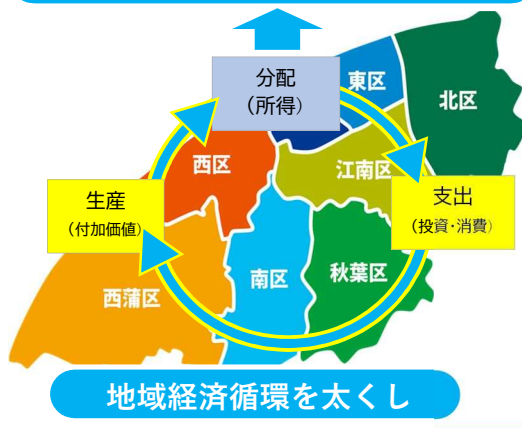 分配
(所得)
東区
北区
西区
江南区
生産
(付加価値)
支出
(投資・消費)
南区
秋葉区
西蒲区
地域経済循環を太くし